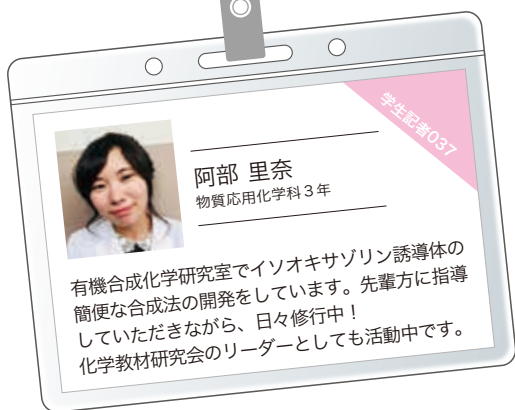 学生記者037
阿部 里奈
物質応用化学科3年
有機合成化学研究室でイソオキサゾリン誘導体の
簡便な合成法の開発をしています。先輩方に指導
していただきながら、日々修行中！
化学教材研究会のリーダーとしても活動中です。